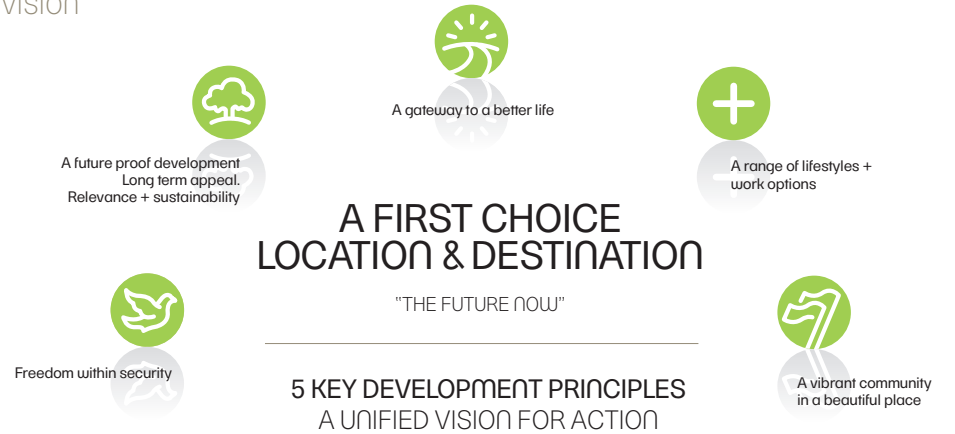 vision
A gateway to a better life
A future proof development
Long term appeal.
Relevance + sustainability
A range of lifestyles +
work options
A FIRST CHOICE
LOCATION & DESTINATION
"THE FUTURE NOW"
Freedom within security
A vibrant community
in a beautiful place
5 KEY DEVELOPMENT PRINCIPLES
A UNIFIED VISION FOR ACTION